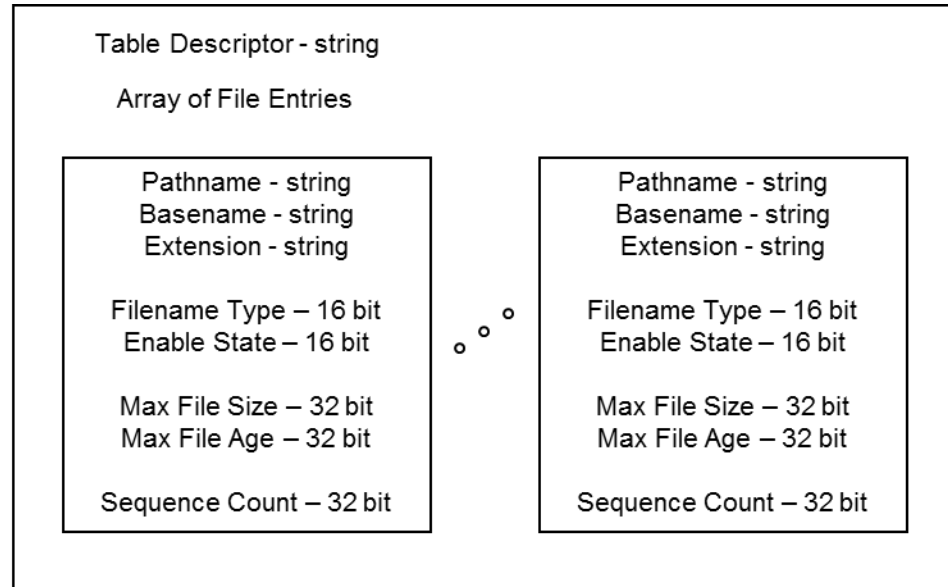 Table Descriptor - string
Array of File Entries
Pathname - string
Basename - string
Extension - string
Filename Type – 16 bit
Enable State – 16 bit
Max File Size – 32 bit
Max File Age – 32 bit
Sequence Count – 32 bit
Pathname - string
Basename - string
Extension - string
Filename Type – 16 bit
Enable State – 16 bit
Max File Size – 32 bit
Max File Age – 32 bit
Sequence Count – 32 bit